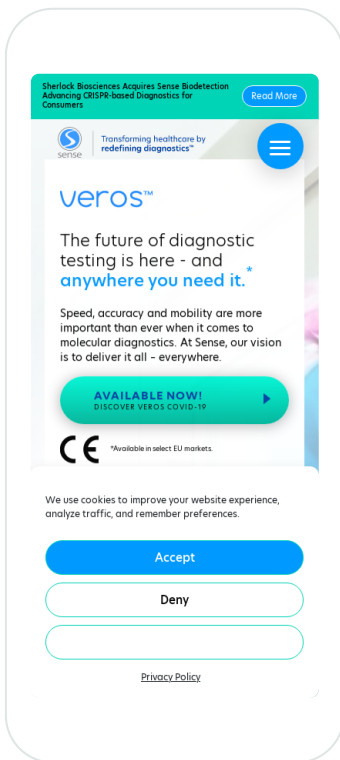 Sherlock Biosciences Acquires Sense Biodetection
Advancing CRISPR-based Diagnostics for
Consumers
Read More
sense
Transforming healthcare by
redefining diagnostics™
veros™
The future of diagnostic
testing is here - and
anywhere you need it.*
Speed, accuracy and mobility are more
important than ever when it comes to
molecular diagnostics. At Sense, our vision
is to deliver it all – everywhere.
AVAILABLE NOW!
DISCOVER VEROS COVID-19
CE
*Available in select EU markets.
We use cookies to improve your website experience,
analyze traffic, and remember preferences.
Accept
Deny
Privacy Policy